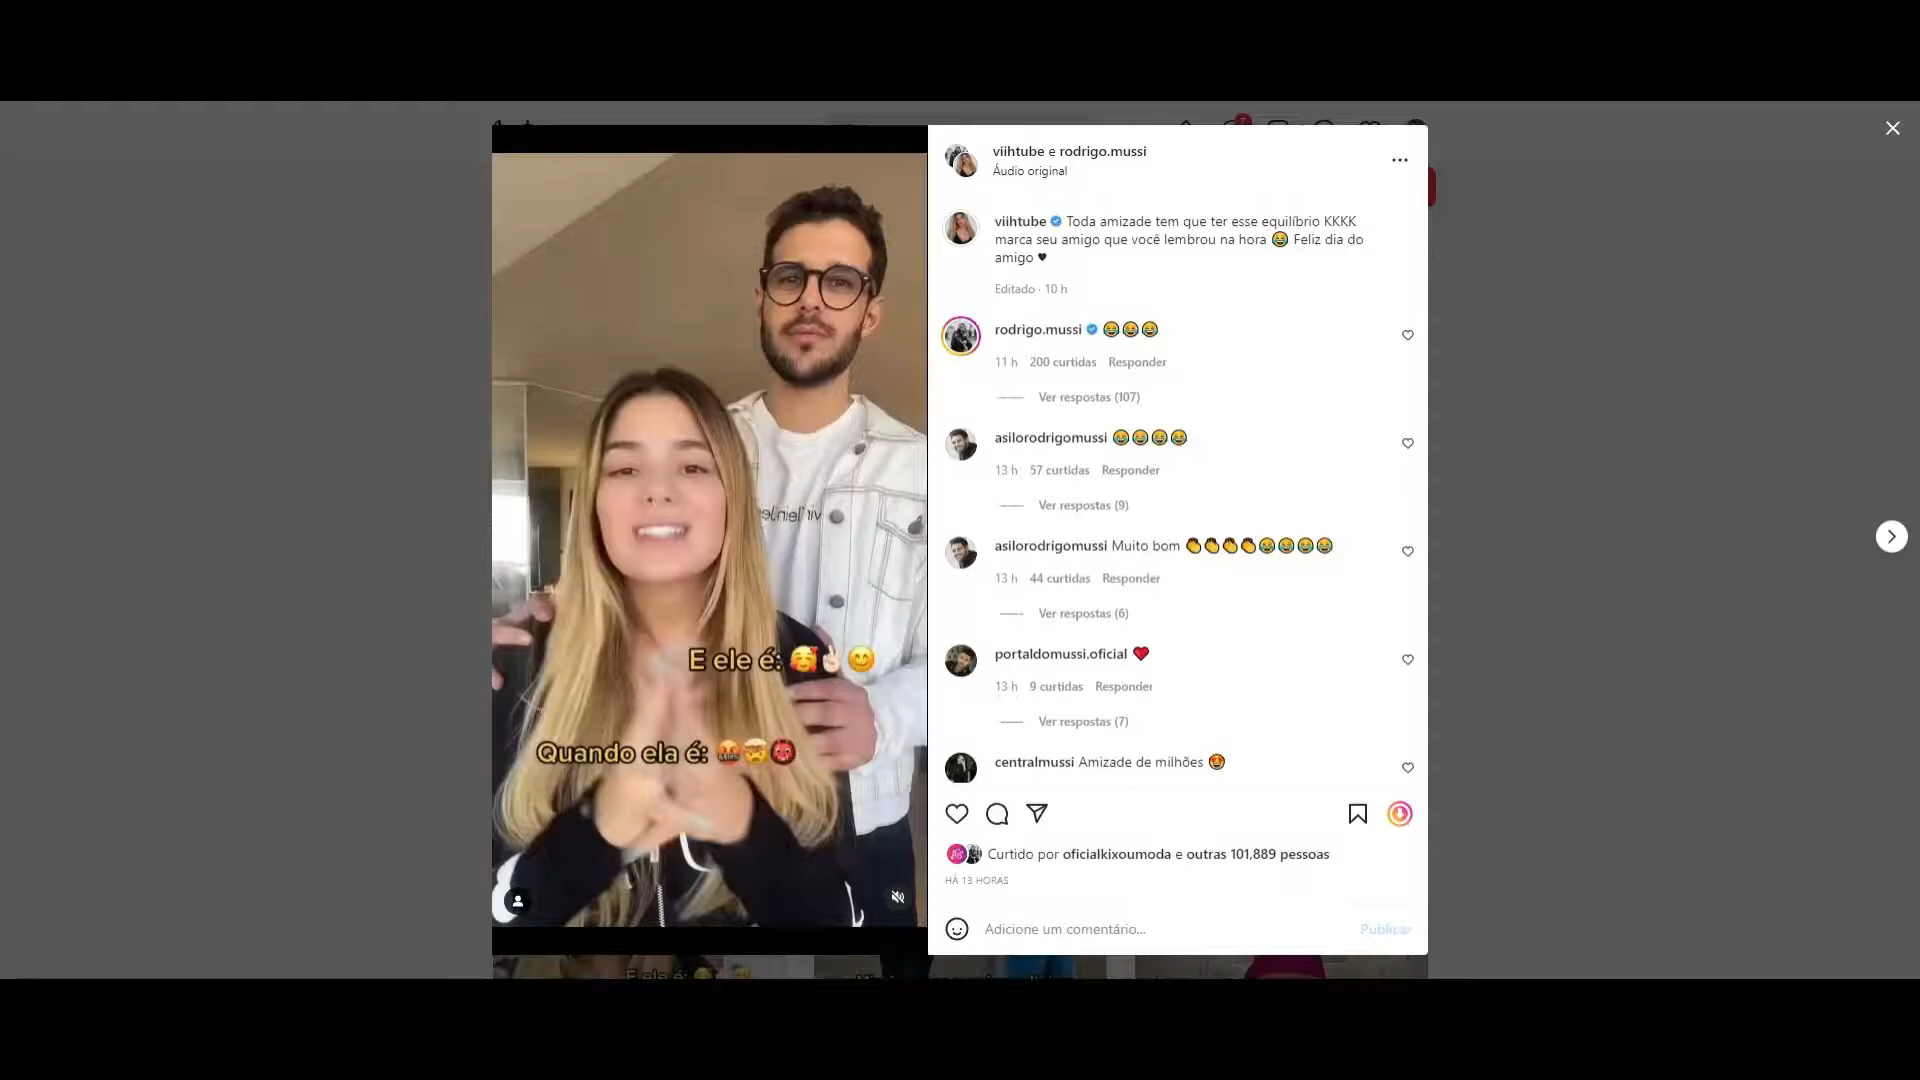 viihtube e rodrigo.mussi
Áudio original
viihtube Toda amizade tem que ter esse equilíbrio KKKK
marca seu amigo que você lembrou na hora 😂 Feliz dia do
amigo ♥
Editado · 10 h
rodrigo.mussi 😂😂😂
11 h 200 curtidas Responder
Ver respostas (107)
asilorodrigomussi 😂😂😂😂
13 h 57 curtidas Responder
Ver respostas (9)
asilorodrigomussi Muito bom 👏👏👏👏😂😂😂😂
13 h 44 curtidas Responder
Ver respostas (6)
portaldomussi.oficial ❤️
13 h 9 curtidas Responder
Ver respostas (7)
centralmussi Amizade de milhões 😍
Curtido por oficialkixoumoda e outras 101,889 pessoas
HÁ 13 HORAS
Adicione um comentário...
Publicar
E ele é: 🥰✌🏻😊
Quando ela é: 🤬🤯👹
E ela é:
7